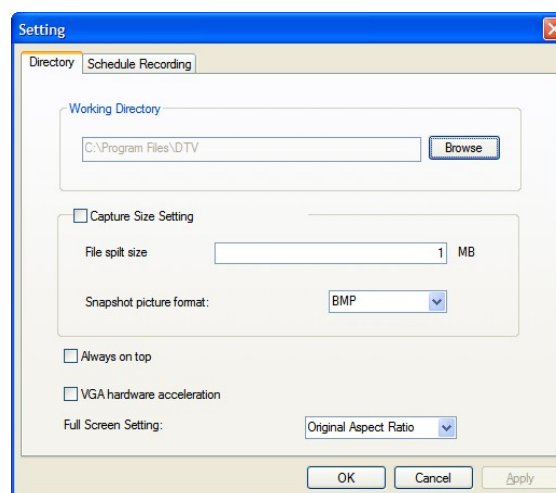 Setting
Directory Schedule Recording
Working Directory
C:\Program Files\DTV Browse
Capture Size Setting
File spilt size 1 MB
Snapshot picture format: BMP
Always on top
VGA hardware acceleration
Full Screen Setting: Original Aspect Ratio
OK Cancel Apply